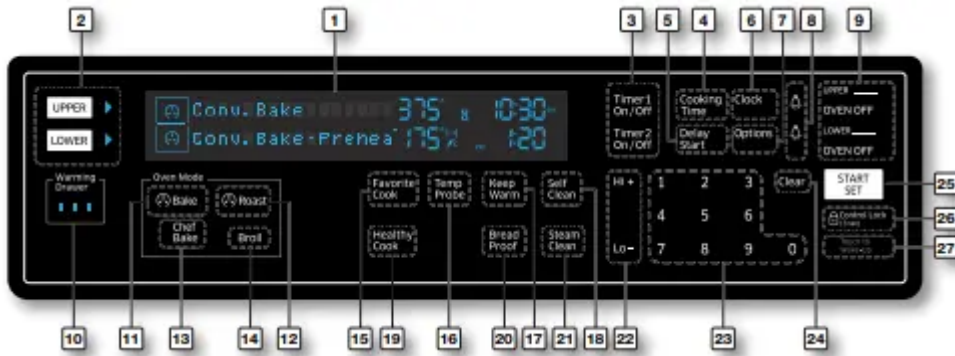 2
1
3
5
4
6
7
8
9
UPPER
LOWER
Conv. Bake 375° 10:30
Conv. Bake-Prehea 175° 1:20
Timer1
On/Off
Timer2
On/Off
Cooking
Time
Clock
Delay
Start
Options
UPPER
OVEN OFF
LOWER
OVEN OFF
Warming
Drawer
Oven Mode
Bake
Roast
Chef
Bake
Broil
Favorite
Cook
Temp
Probe
Keep
Warm
Self
Clean
Healthy
Cook
Bread
Proof
Steam
Clean
Hi +
Lo-
1 2 3
4 5 6
7 8 9 0
Clear
START
SET
Control Lock
25
26
27
10
11
13
14
12
15
19
16
20
17
21
18
22
23
24